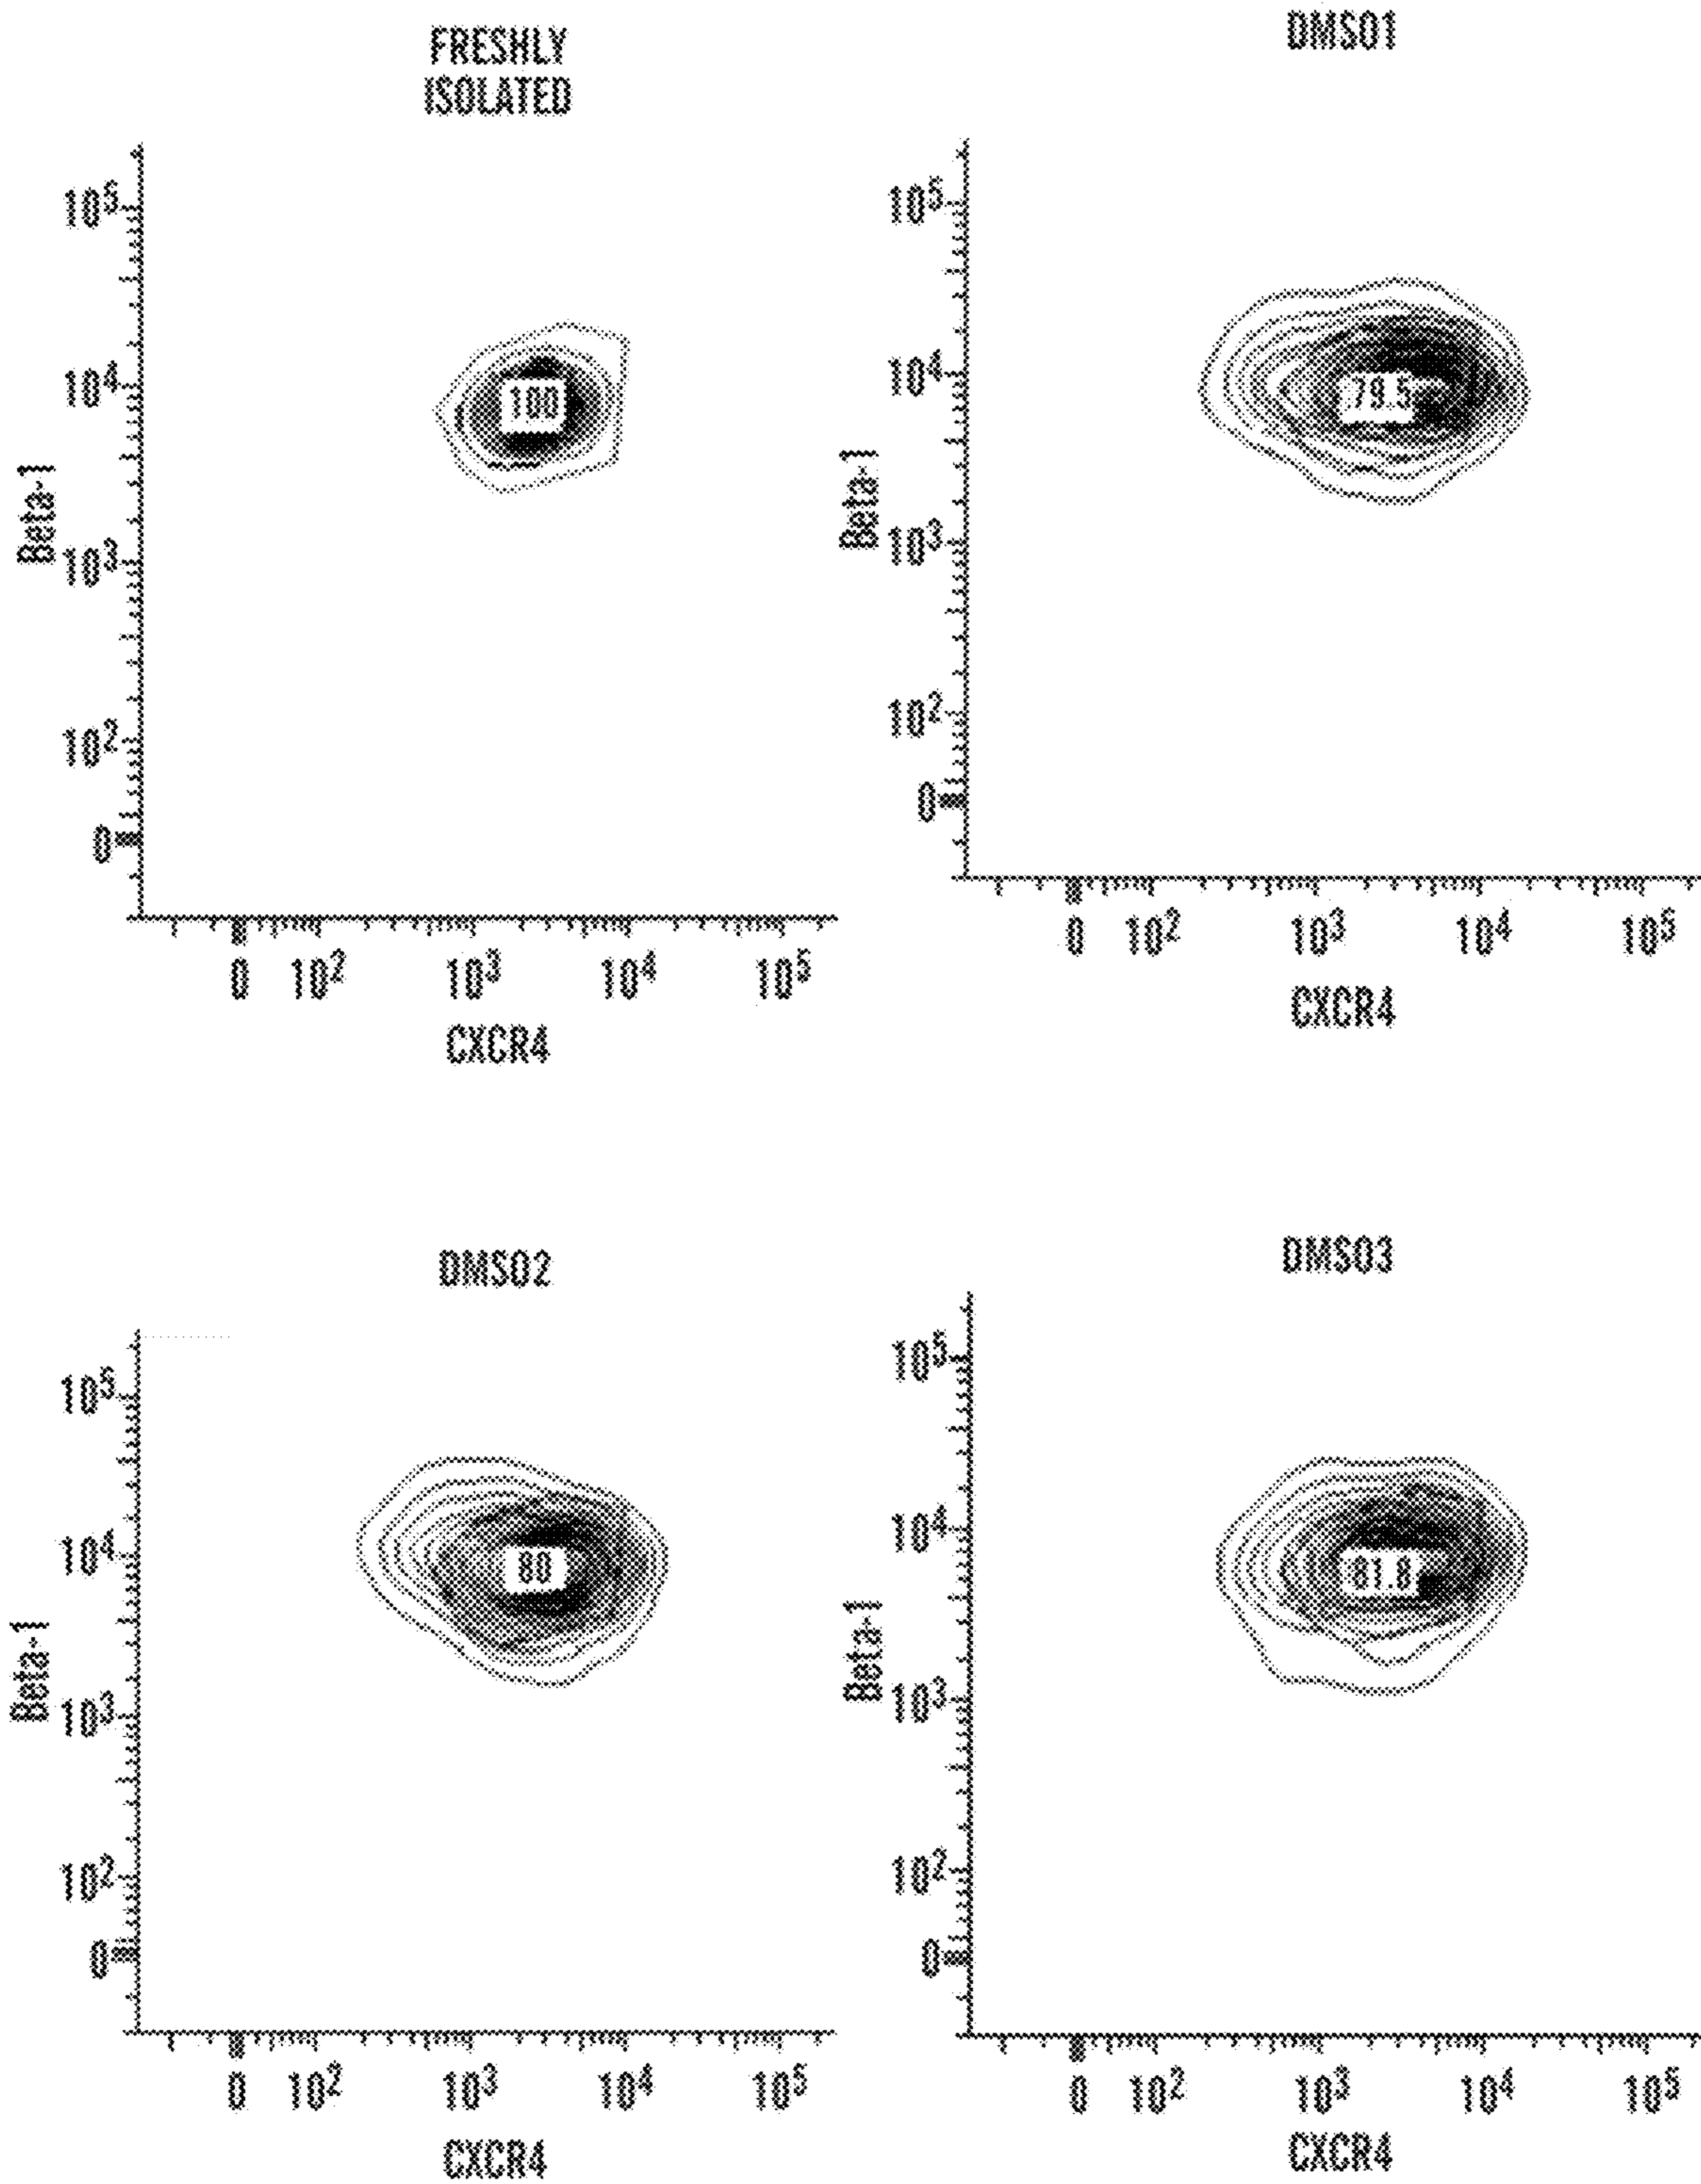 FRESHLY
ISOLATED
10⁵
10⁴
10³
10²
0
Beta-1
100
0 10² 10³ 10⁴ 10⁵
CXCR4
DMSO1
10⁵
10⁴
10³
10²
0
Beta-1
79.5
0 10² 10³ 10⁴ 10⁵
CXCR4
DMSO2
10⁵
10⁴
10³
10²
0
Beta-1
80
0 10² 10³ 10⁴ 10⁵
CXCR4
DMSO3
10⁵
10⁴
10³
10²
0
Beta-1
81.8
0 10² 10³ 10⁴ 10⁵
CXCR4